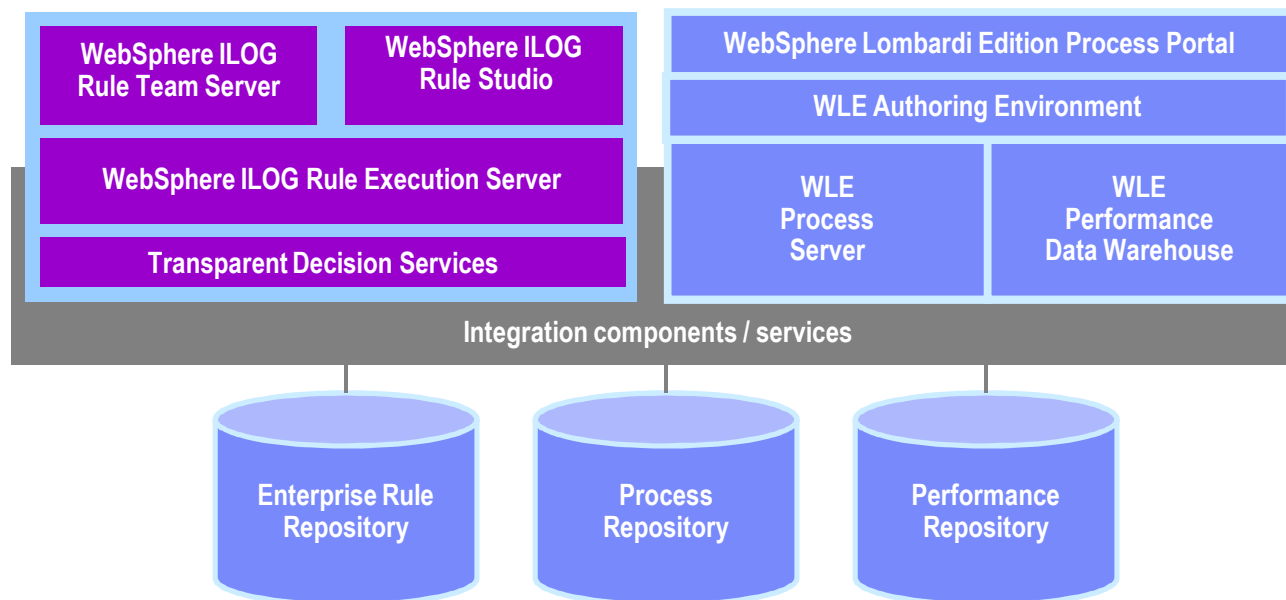 WebSphere ILOG
Rule Team Server
WebSphere ILOG
Rule Studio
WebSphere ILOG Rule Execution Server
Transparent Decision Services
WebSphere Lombardi Edition Process Portal
WLE Authoring Environment
WLE
Process
Server
WLE
Performance
Data Warehouse
Integration components / services
Enterprise Rule
Repository
Process
Repository
Performance
Repository